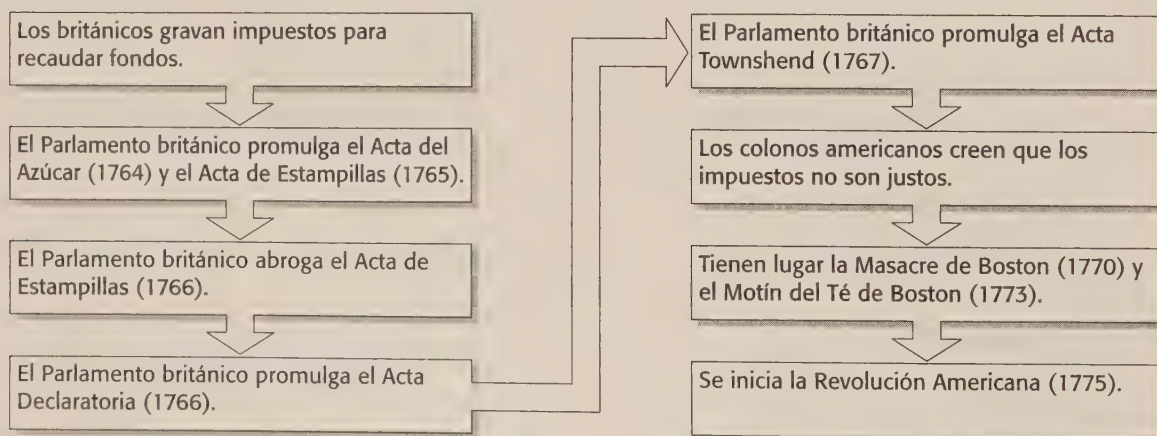 Los británicos gravan impuestos para
recaudar fondos.
El Parlamento británico promulga el Acta del
Azúcar (1764) y el Acta de Estampillas (1765).
El Parlamento británico abroga el Acta de
Estampillas (1766).
El Parlamento británico promulga el Acta
Declaratoria (1766).
El Parlamento británico promulga el Acta
Townshend (1767).
Los colonos americanos creen que los
impuestos no son justos.
Tienen lugar la Masacre de Boston (1770) y
el Motín del Té de Boston (1773).
Se inicia la Revolución Americana (1775).